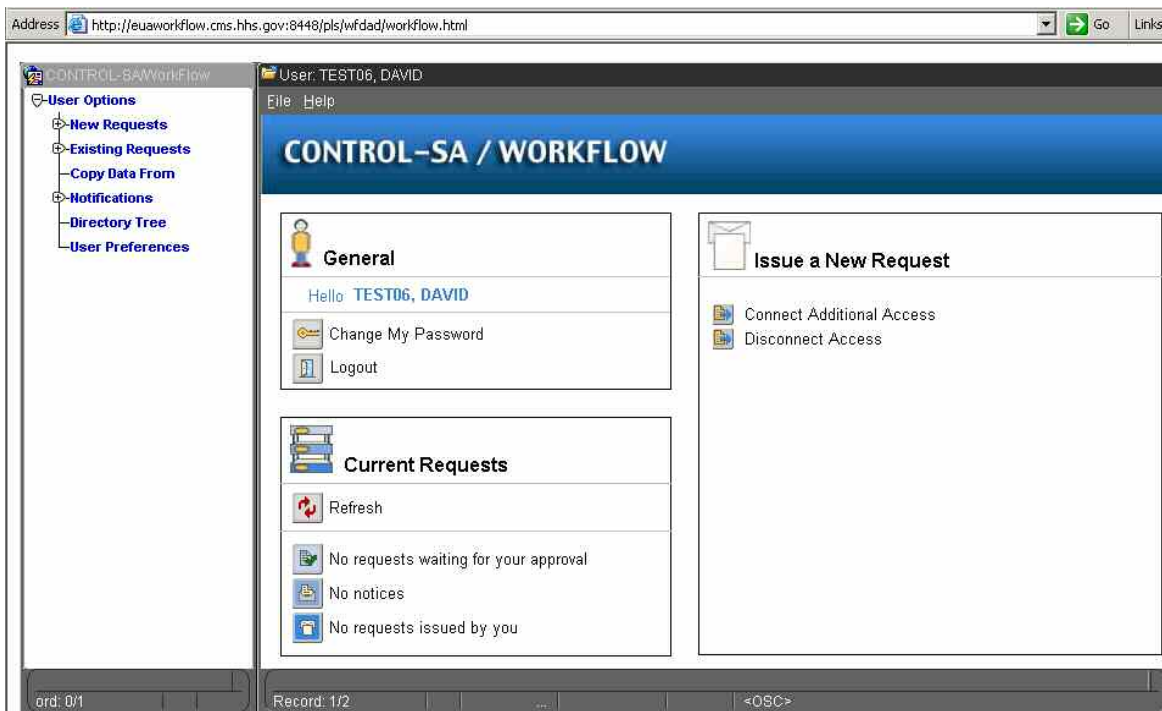 Address http://euaworkflow.cms.hhs.gov:8448/pls/wfdad/workflow.html Go Links
CONTROL-SA/WorkFlow
User Options
New Requests
Existing Requests
Copy Data From
Notifications
Directory Tree
User Preferences
ord: 0/1
User: TEST06, DAVID
File Help
CONTROL-SA / WORKFLOW
General
Hello TEST06, DAVID
Change My Password
Logout
Current Requests
Refresh
No requests waiting for your approval
No notices
No requests issued by you
Issue a New Request
Connect Additional Access
Disconnect Access
Record: 1/2 ... <OSC>